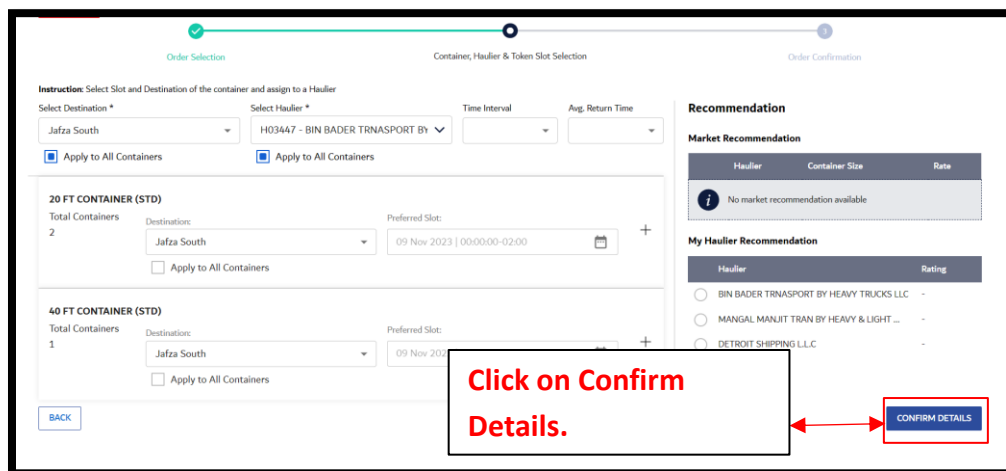 Order Selection
Container, Haulier & Token Slot Selection
3
Order Confirmation
Instruction: Select Slot and Destination of the container and assign to a Haulier
Select Destination *
Select Haulier *
Time Interval
Avg. Return Time
Jafza South
H03447 - BIN BADER TRNASPORT BY
Apply to All Containers
Apply to All Containers
20 FT CONTAINER (STD)
Total Containers
2
Destination:
Jafza South
Preferred Slot:
09 Nov 2023 | 00:00:00-02:00
+
Apply to All Containers
40 FT CONTAINER (STD)
Total Containers
1
Destination:
Jafza South
Preferred Slot:
09 Nov 202
+
Apply to All Containers
BACK
Recommendation
Market Recommendation
Haulier Container Size Rate
i No market recommendation available
My Haulier Recommendation
Haulier Rating
BIN BADER TRNASPORT BY HEAVY TRUCKS LLC -
MANGAL MANJIT TRAN BY HEAVY & LIGHT ... -
DETROIT SHIPPING L.L.C -
Click on Confirm
Details.
CONFIRM DETAILS